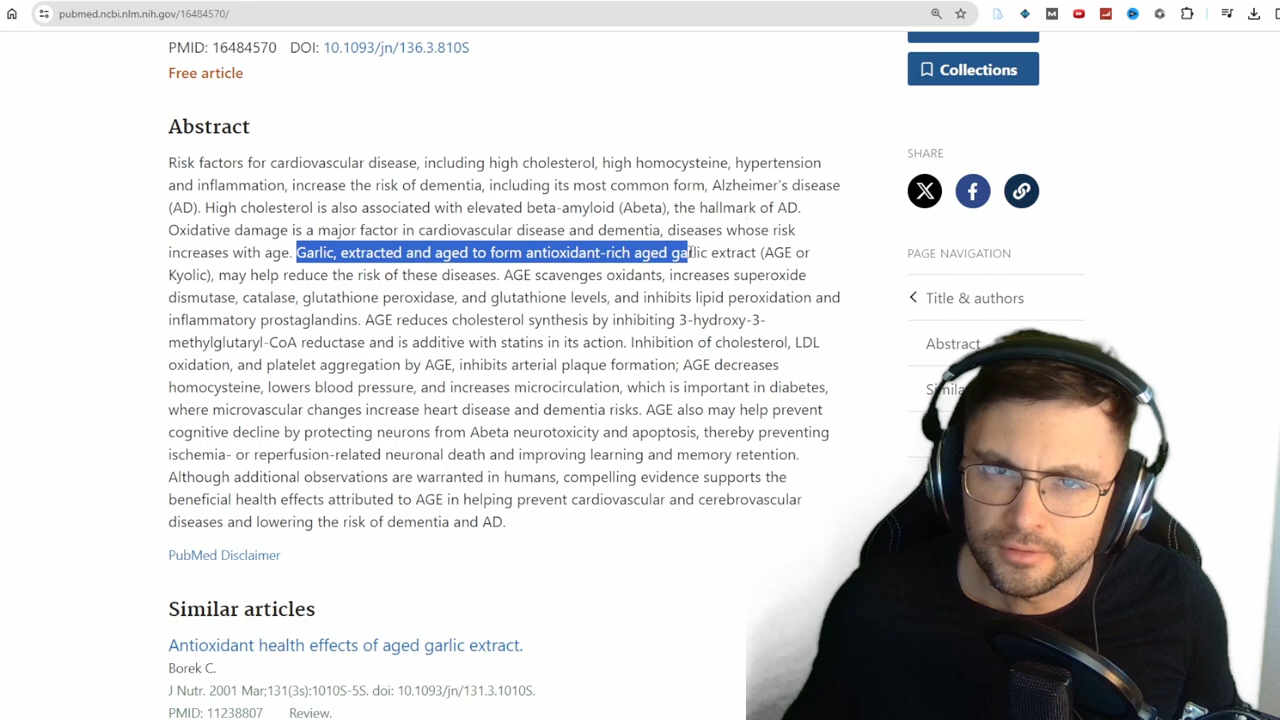 pubmed.ncbi.nlm.nih.gov/16484570/
PMID: 16484570 DOI: 10.1093/jn/136.3.810S
Free article
Collections
Abstract
Risk factors for cardiovascular disease, including high cholesterol, high homocysteine, hypertension
and inflammation, increase the risk of dementia, including its most common form, Alzheimer's disease
(AD). High cholesterol is also associated with elevated beta-amyloid (Abeta), the hallmark of AD.
Oxidative damage is a major factor in cardiovascular disease and dementia, diseases whose risk
increases with age. Garlic, extracted and aged to form antioxidant-rich aged garlic extract (AGE or
Kyolic), may help reduce the risk of these diseases. AGE scavenges oxidants, increases superoxide
dismutase, catalase, glutathione peroxidase, and glutathione levels, and inhibits lipid peroxidation and
inflammatory prostaglandins. AGE reduces cholesterol synthesis by inhibiting 3-hydroxy-3-
methylglutaryl-CoA reductase and is additive with statins in its action. Inhibition of cholesterol, LDL
oxidation, and platelet aggregation by AGE, inhibits arterial plaque formation; AGE decreases
homocysteine, lowers blood pressure, and increases microcirculation, which is important in diabetes,
where microvascular changes increase heart disease and dementia risks. AGE also may help prevent
cognitive decline by protecting neurons from Abeta neurotoxicity and apoptosis, thereby preventing
ischemia- or reperfusion-related neuronal death and improving learning and memory retention.
Although additional observations are warranted in humans, compelling evidence supports the
beneficial health effects attributed to AGE in helping prevent cardiovascular and cerebrovascular
diseases and lowering the risk of dementia and AD.
PubMed Disclaimer
Similar articles
Antioxidant health effects of aged garlic extract.
Borek C.
J Nutr. 2001 Mar;131(3s):1010S-5S. doi: 10.1093/jn/131.3.1010S.
PMID: 11238807 Review.
SHARE
PAGE NAVIGATION
Title & authors
Abstract